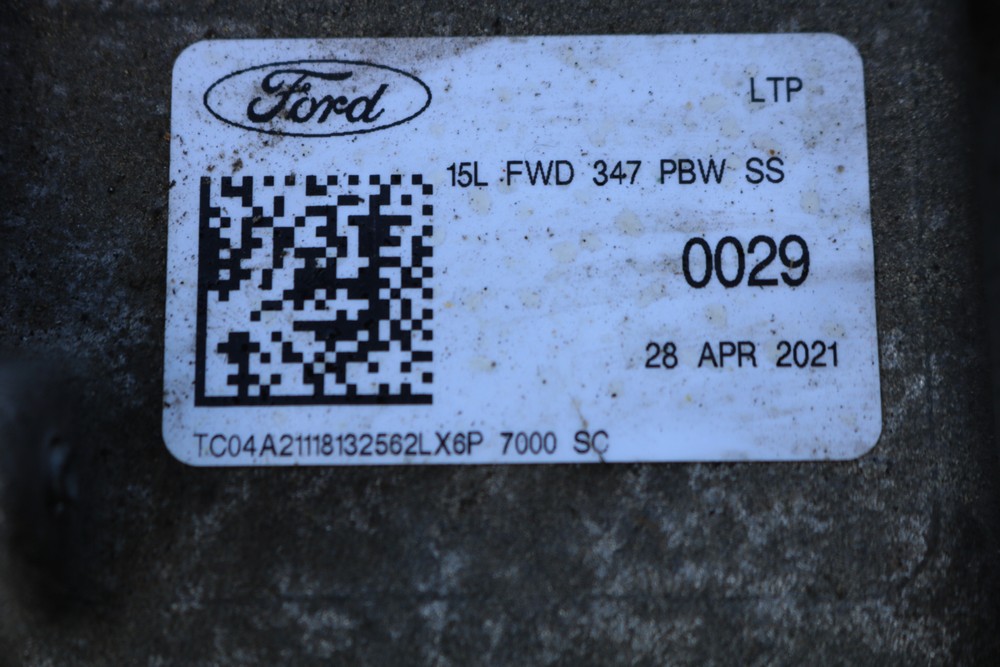 Ford
LTP
15L FWD 347 PBW SS
0029
28 APR 2021
TC04A21118132562LX6P 7000 SC